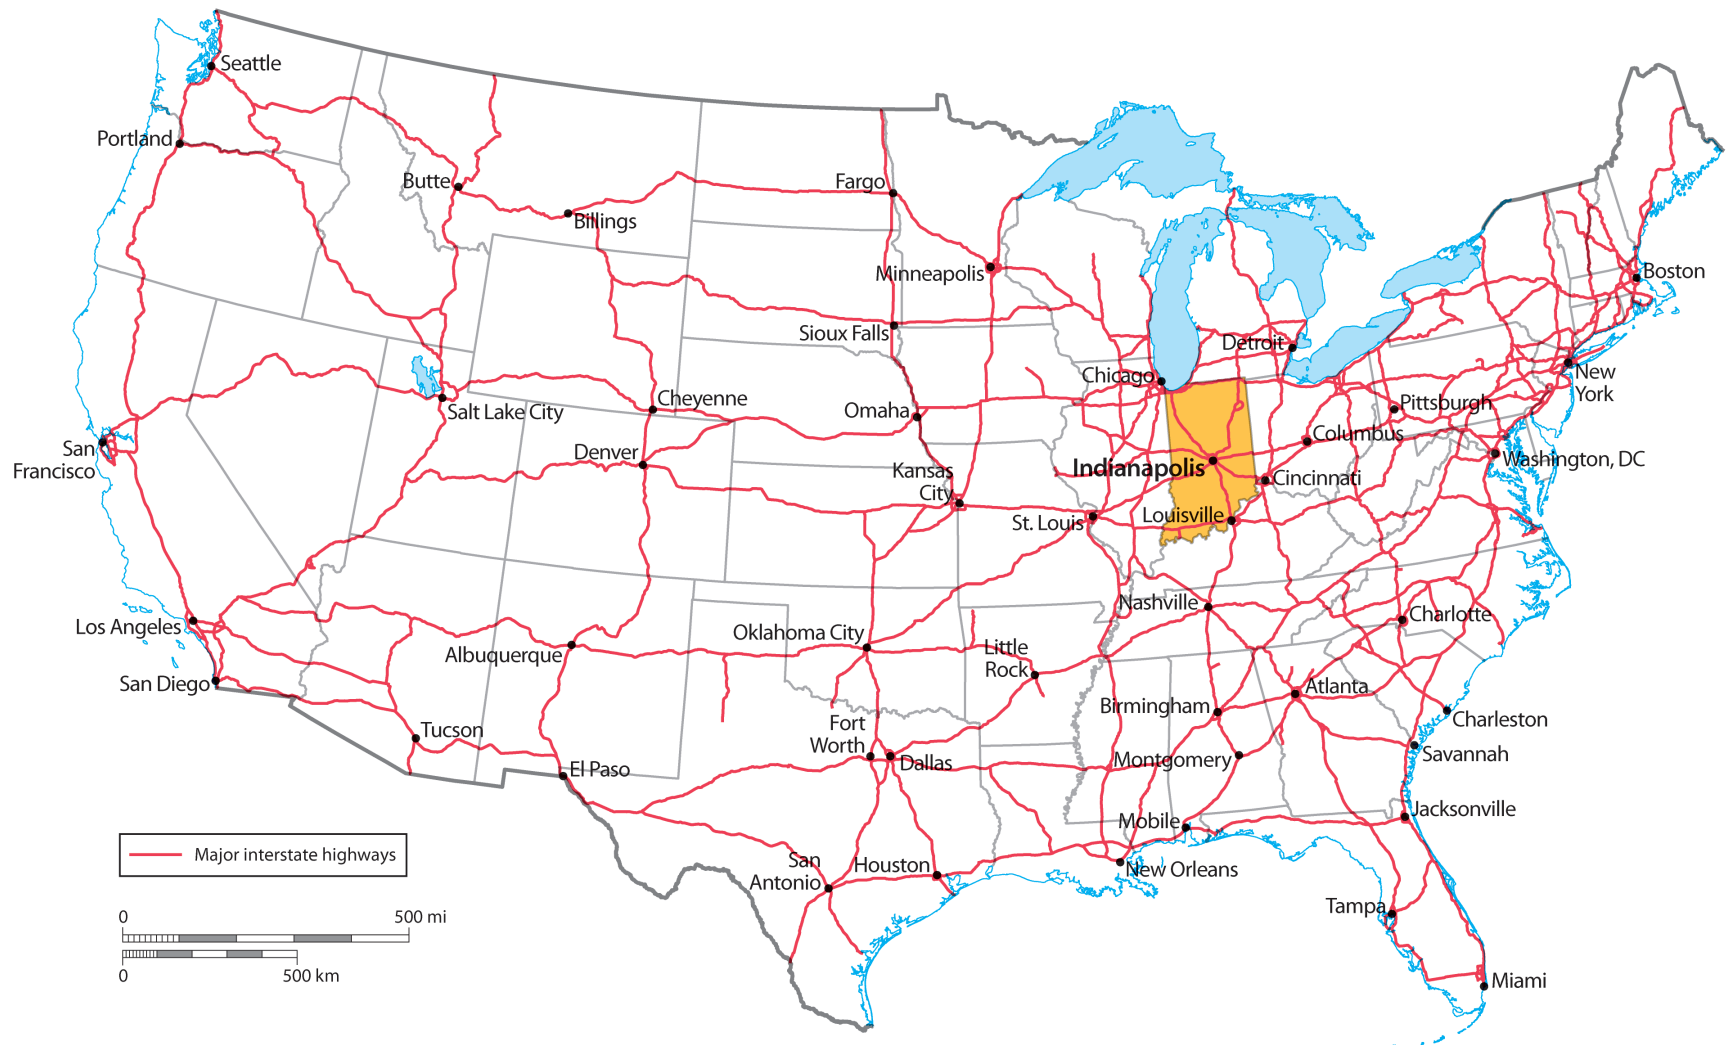 Seattle
Portland
Butte
Billings
Fargo
Minneapolis
Boston
Sioux Falls
Detroit
Chicago
New
York
Salt Lake City
Cheyenne
Omaha
Pittsburgh
San
Francisco
Denver
Columbus
Kansas
City
Indianapolis
Washington, DC
Cincinnati
St. Louis
Louisville
Los Angeles
Nashville
Charlotte
Albuquerque
Oklahoma City
Little
Rock
San Diego
Atlanta
Birmingham
Charleston
Tucson
Fort
Worth
Dallas
Montgomery
Savannah
El Paso
Mobile
Jacksonville
Major interstate highways
San
Antonio
Houston
New Orleans
Tampa
0
500 mi
0
500 km
Miami